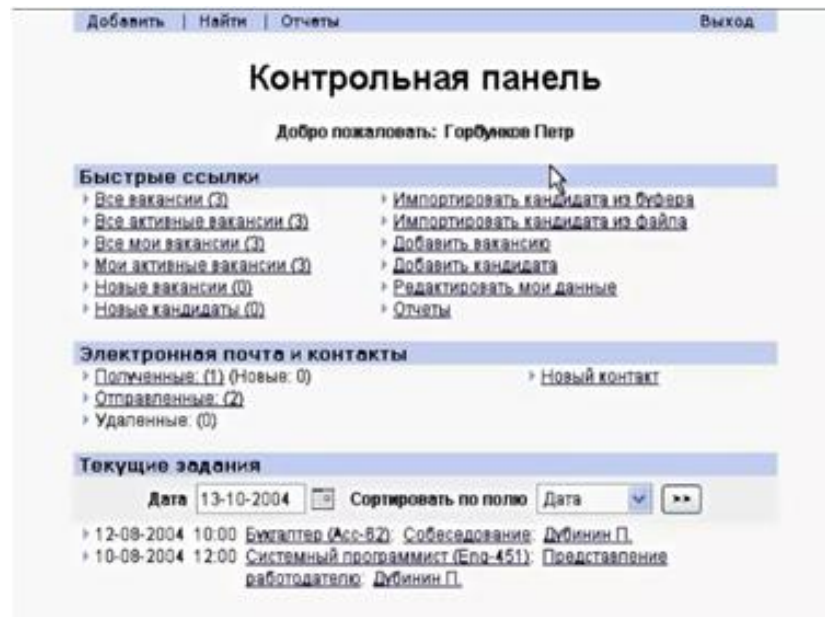 Добавить | Найти | Отчеты Выход
Контрольная панель
Добро пожаловать: Горбунков Петр
Быстрые ссылки
Все вакансии (3) Импортировать кандидата из буфера
Все активные вакансии (3) Импортировать кандидата из файла
Все мои вакансии (3) Добавить вакансию
Мои активные вакансии (3) Добавить кандидата
Новые вакансии (0) Редактировать мои данные
Новые кандидаты (0) Отчеты
Электронная почта и контакты
Полученные: (1) (Новые: 0) Новый контакт
Отправленные: (2)
Удаленные: (0)
Текущие задания
Дата 13-10-2004 Сортировать по полю Дата >>
12-08-2004 10:00 Бухгалтер (Acc-62): Собеседование: Дубинин П.
10-08-2004 12:00 Системный программист (Eng-451): Представление
работодателю: Дубинин П.